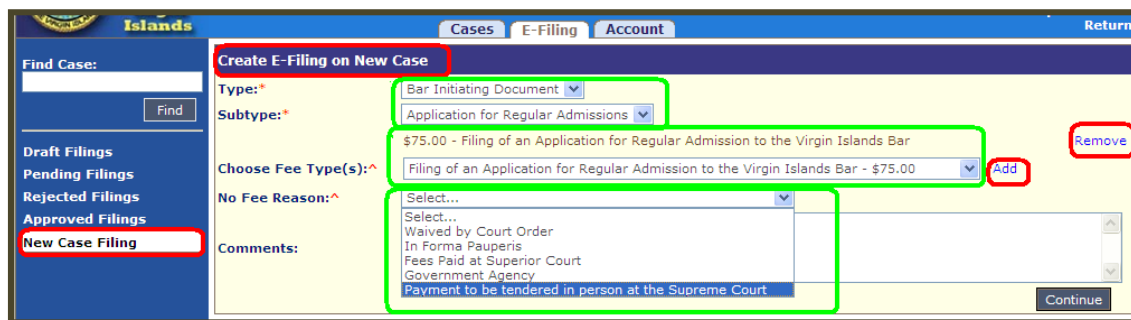 Islands
Cases E-Filing Account
Return
Find Case:
Find
Draft Filings
Pending Filings
Rejected Filings
Approved Filings
New Case Filing
Create E-Filing on New Case
Type:* Bar Initiating Document
Subtype:* Application for Regular Admissions
$75.00 - Filing of an Application for Regular Admission to the Virgin Islands Bar Remove
Choose Fee Type(s):^ Filing of an Application for Regular Admission to the Virgin Islands Bar - $75.00 Add
No Fee Reason:^ Select...
Select...
Waived by Court Order
In Forma Pauperis
Fees Paid at Superior Court
Government Agency
Payment to be tendered in person at the Supreme Court
Comments:
Continue